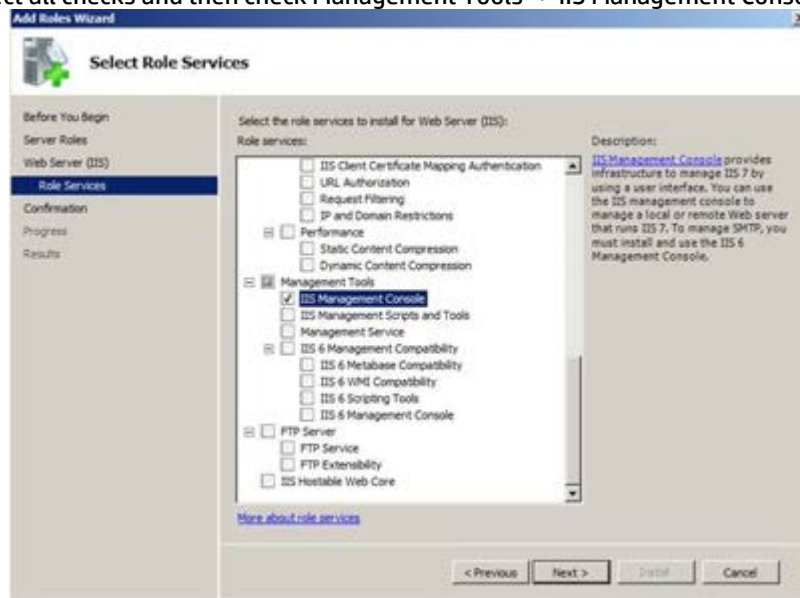 ect all checks and then check Management Tools -> IIS Management Conso
Add Roles Wizard
Select Role Services
Before You Begin
Server Roles
Web Server (IIS)
Role Services
Confirmation
Progress
Results
Select the role services to install for Web Server (IIS):
Role services:
IIS Client Certificate Mapping Authentication
URL Authorization
Request Filtering
IP and Domain Restrictions
Performance
Static Content Compression
Dynamic Content Compression
Management Tools
IIS Management Console
IIS Management Scripts and Tools
Management Service
IIS 6 Management Compatibility
IIS 6 Metabase Compatibility
IIS 6 WMI Compatibility
IIS 6 Scripting Tools
IIS 6 Management Console
FTP Server
FTP Service
FTP Extensibility
IIS Hostable Web Core
More about role services
Description:
IIS Management Console provides
infrastructure to manage IIS 7 by
using a user interface. You can use
the IIS management console to
manage a local or remote Web server
that runs IIS 7. To manage SMTP, you
must install and use the IIS 6
Management Console.
< Previous
Next >
Install
Cancel